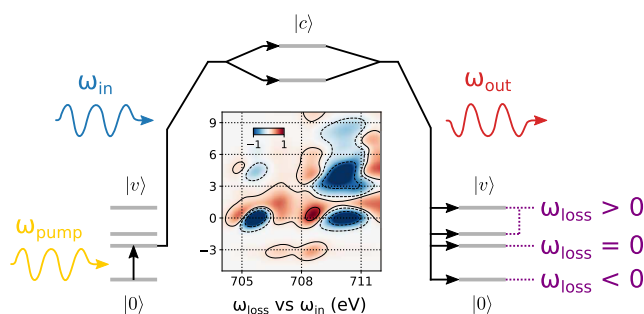 |c⟩
ω_in
ω_out
9
6
3
0
−3
−1 1
705 708 711
ω_loss vs ω_in (eV)
|v⟩
ω_pump
|0⟩
|v⟩
ω_loss > 0
ω_loss = 0
ω_loss < 0
|0⟩